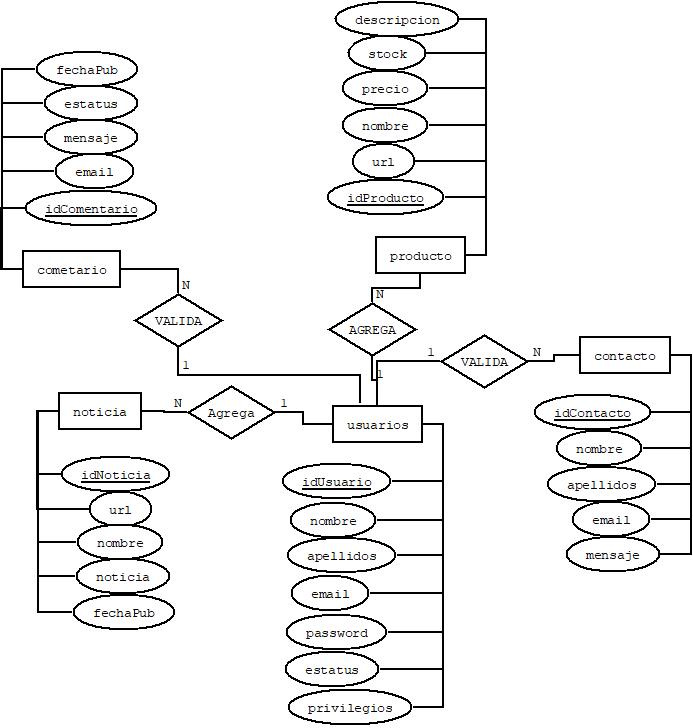 descripcion
stock
precio
nombre
url
idProducto
producto
fechaPub
estatus
mensaje
email
idComentario
cometario
N
VALIDA
1
N
AGREGA
1
1
VALIDA
N
contacto
idContacto
nombre
apellidos
email
mensaje
noticia
N
Agrega
1
usuarios
idNoticia
url
nombre
noticia
fechaPub
idUsuario
nombre
apellidos
email
password
estatus
privilegios